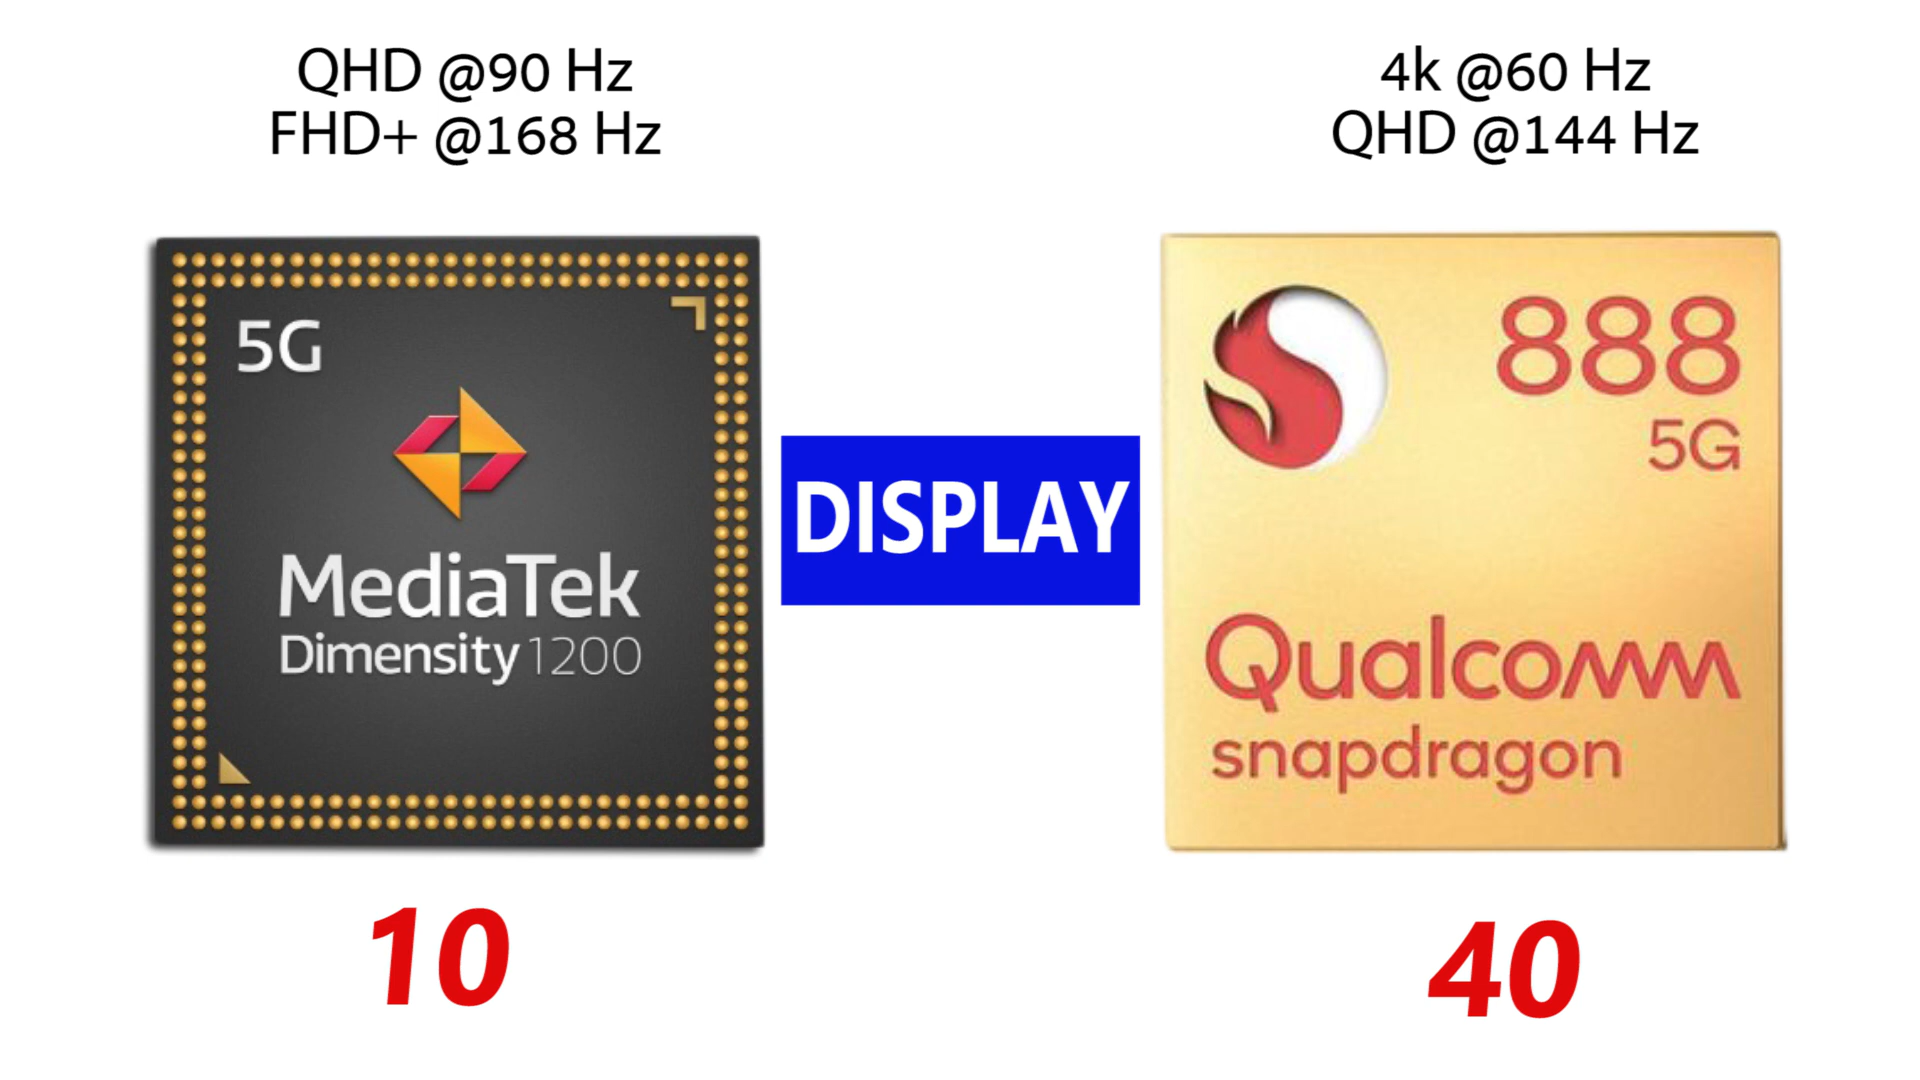 QHD @90 Hz
FHD+ @168 Hz
4k @60 Hz
QHD @144 Hz
5G
MediaTek
Dimensity 1200
DISPLAY
888
5G
Qualcomm
snapdragon
10
40